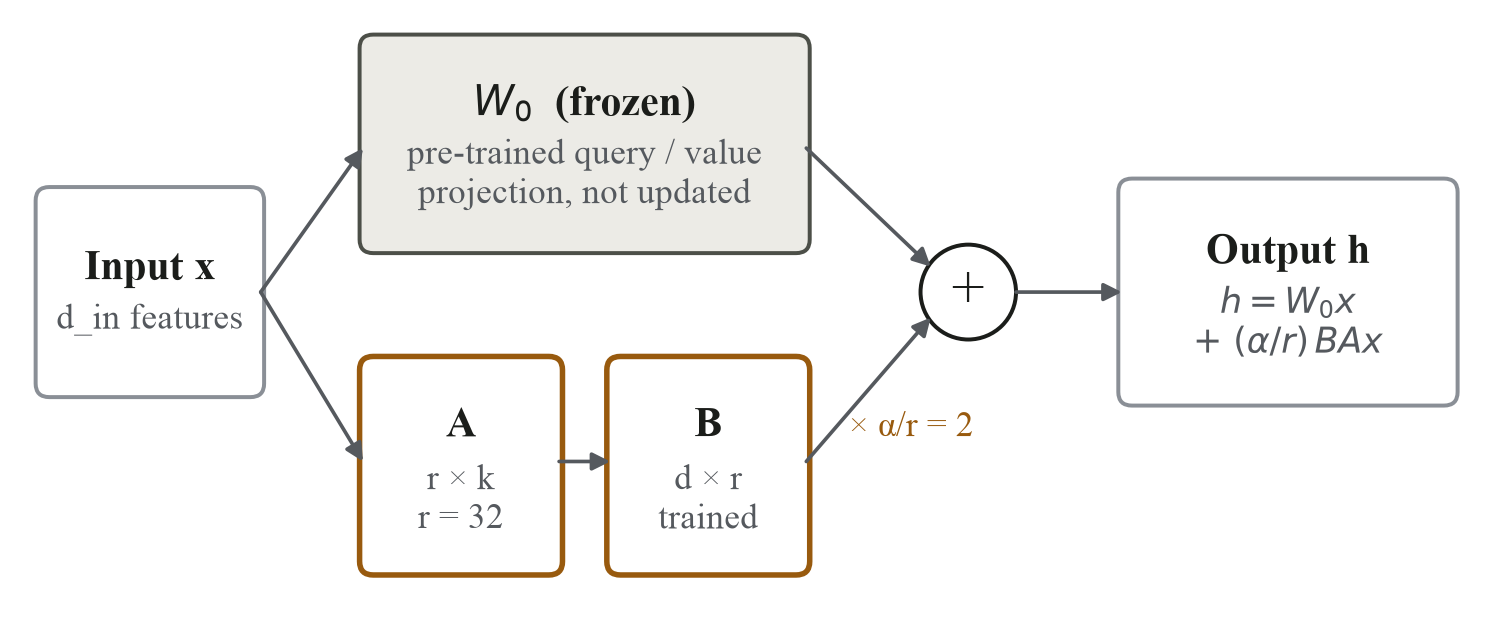 W₀ (frozen)
pre-trained query / value
projection, not updated
Input x
d_in features
A
r × k
r = 32
B
d × r
trained
× α/r = 2
+
Output h
h = W₀x
+ (α/r) BAx